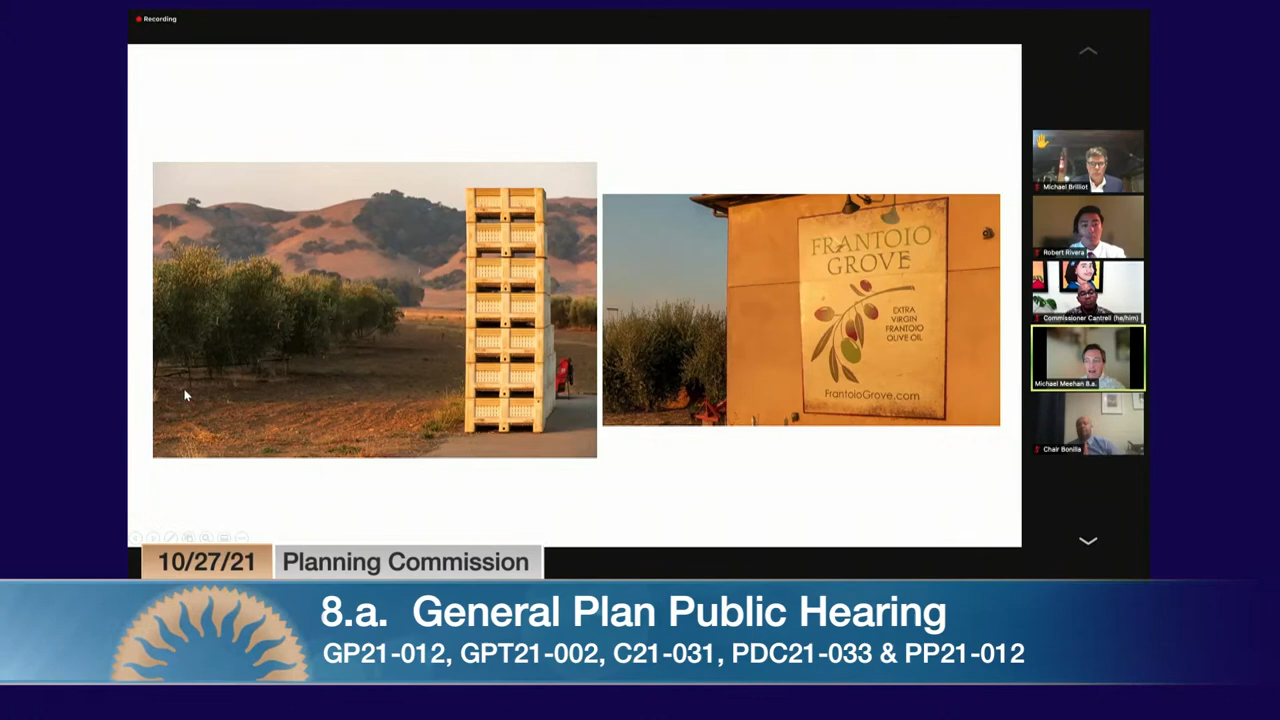 Recording
FRANTOIO
GROVE
EXTRA
VIRGIN
FRANTOIO
OLIVE OIL
FrantoioGrove.com
Michael Brilliot
Robert Rivera
Commissioner Cantrell (he/him)
Michael Meehan 8.a.
Chair Bonilla
10/27/21 Planning Commission
8.a. General Plan Public Hearing
GP21-012, GPT21-002, C21-031, PDC21-033 & PP21-012